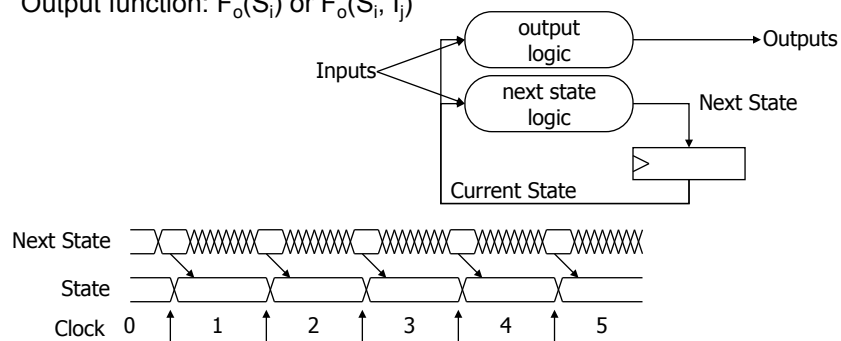 Output function: Fₒ(Sᵢ) or Fₒ(Sᵢ, Iⱼ)
output
logic
Outputs
Inputs
next state
logic
Next State
Current State
Next State
State
Clock 0 1 2 3 4 5